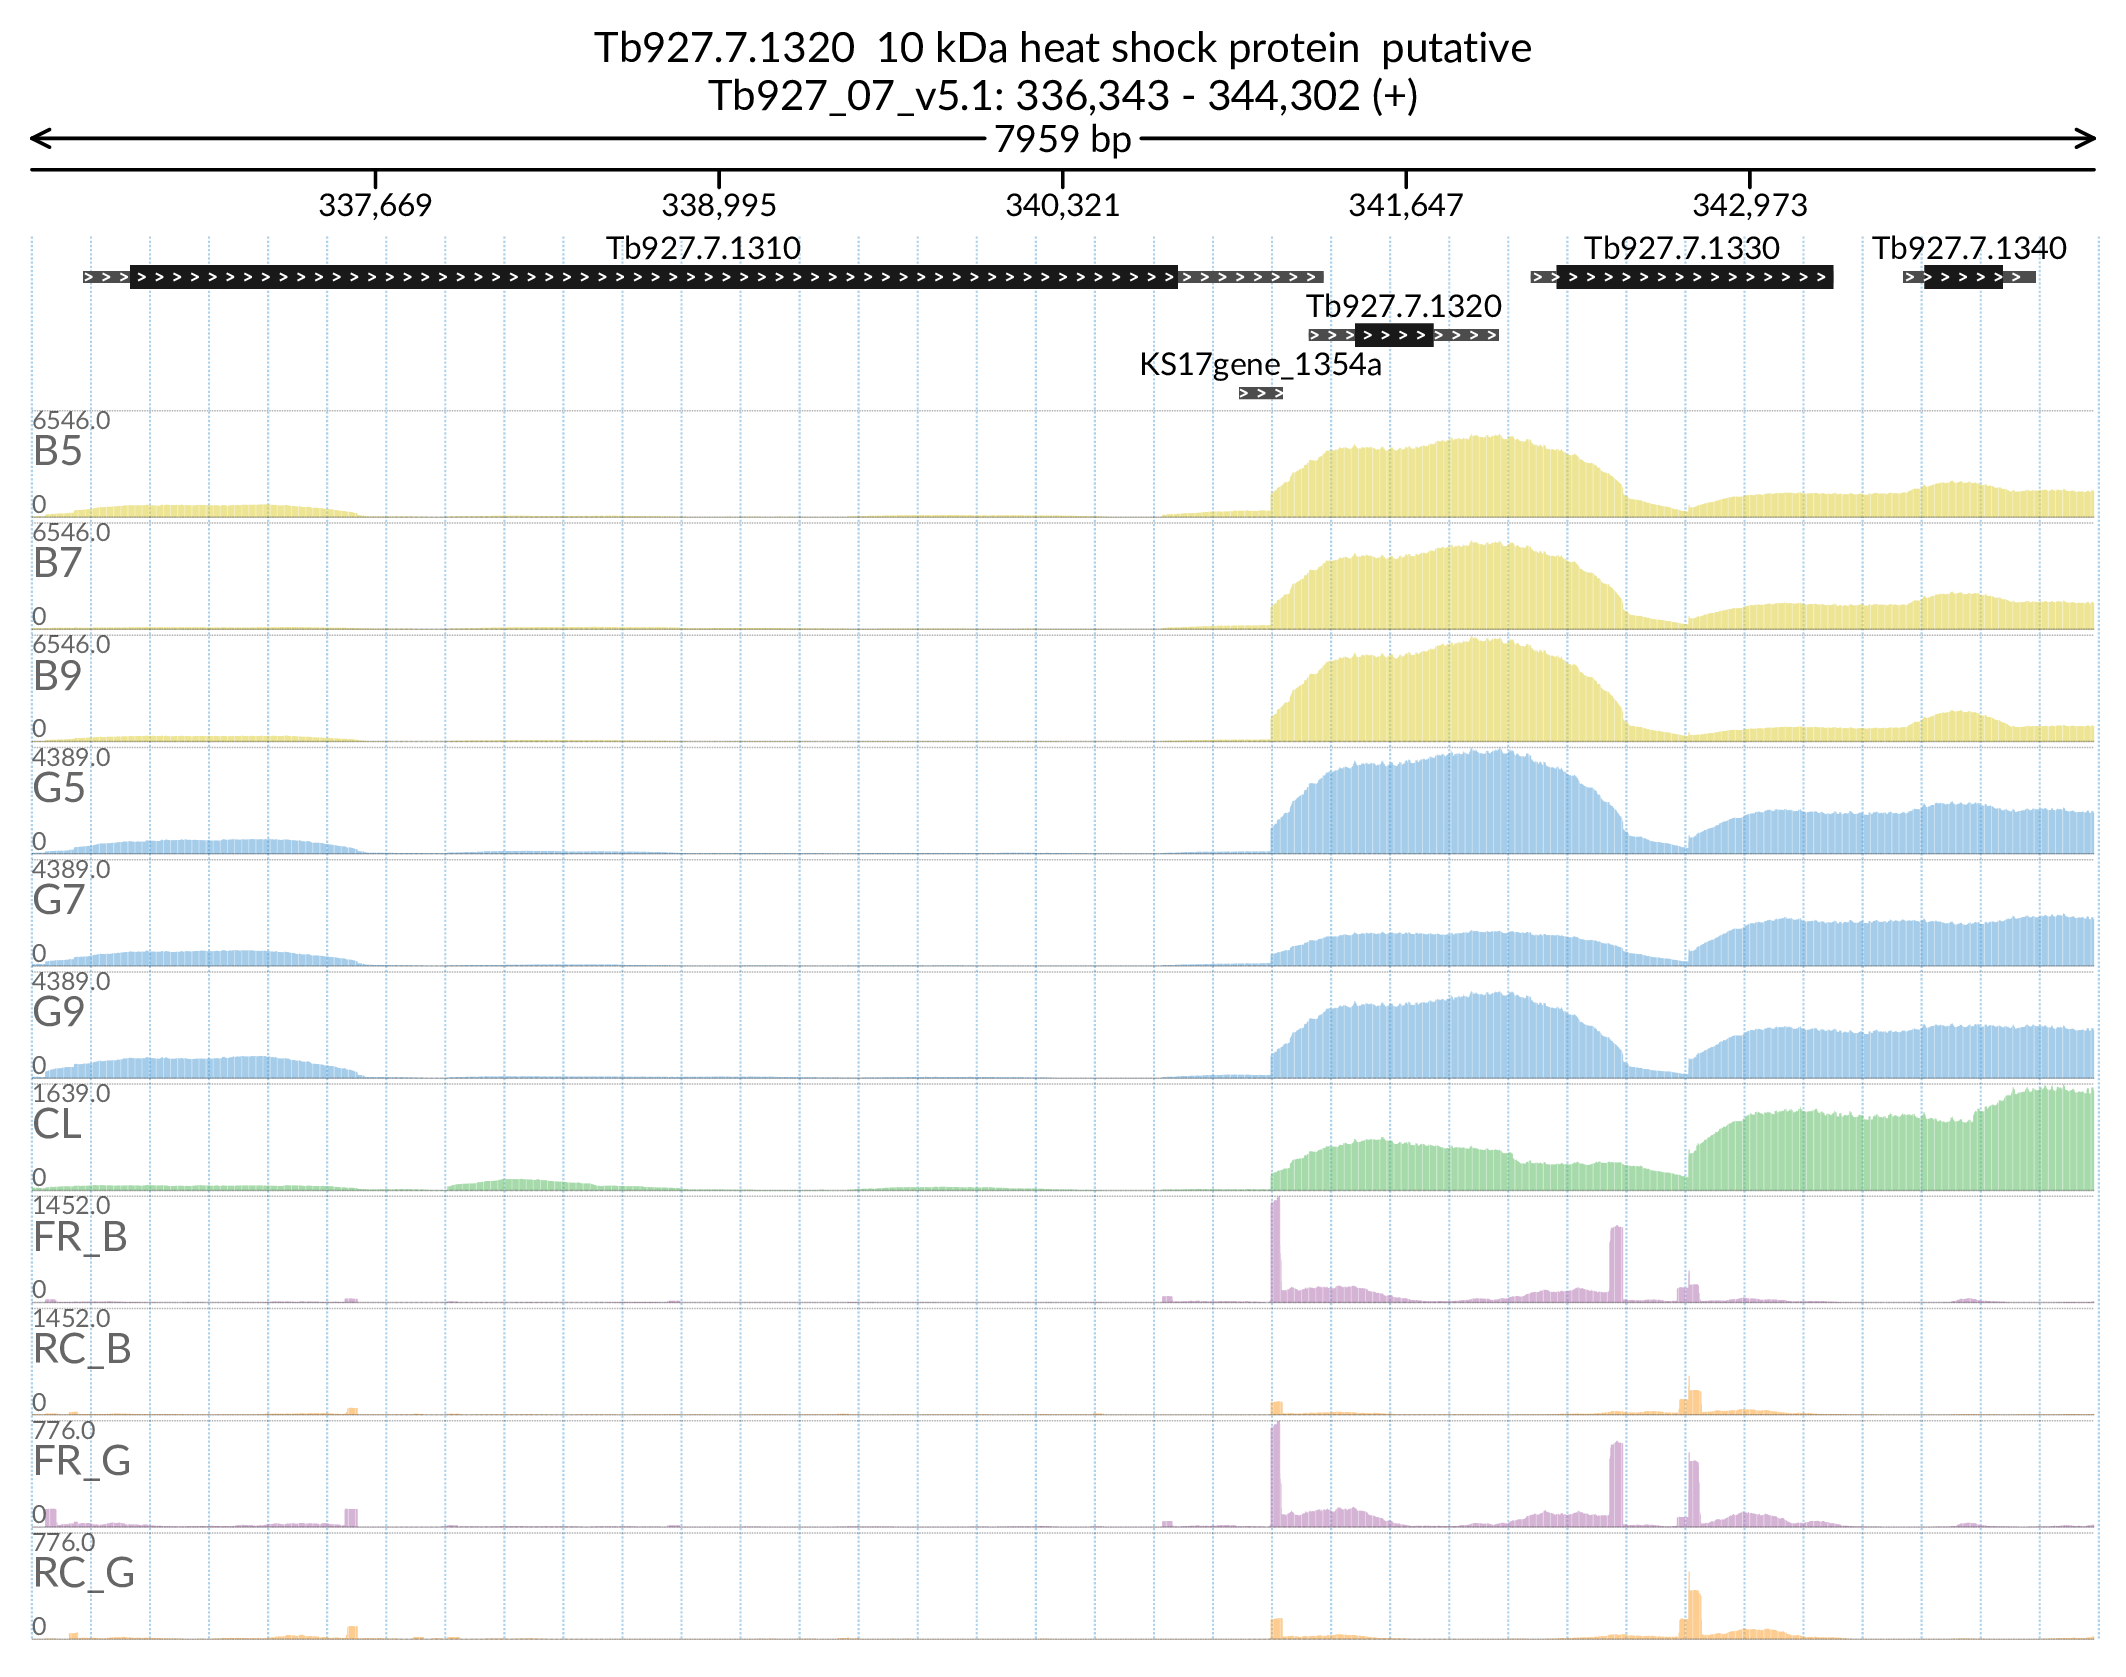 Tb927.7.1320  10 kDa heat shock protein  putative
Tb927_07_v5.1: 336,343 - 344,302 (+)
7959 bp
337,669 338,995 340,321 341,647 342,973
Tb927.7.1310 Tb927.7.1330 Tb927.7.1340
Tb927.7.1320
KS17gene_1354a
6546.0
B5
0
6546.0
B7
0
6546.0
B9
0
4389.0
G5
0
4389.0
G7
0
4389.0
G9
0
1639.0
CL
0
1452.0
FR_B
0
1452.0
RC_B
0
776.0
FR_G
0
776.0
RC_G
0